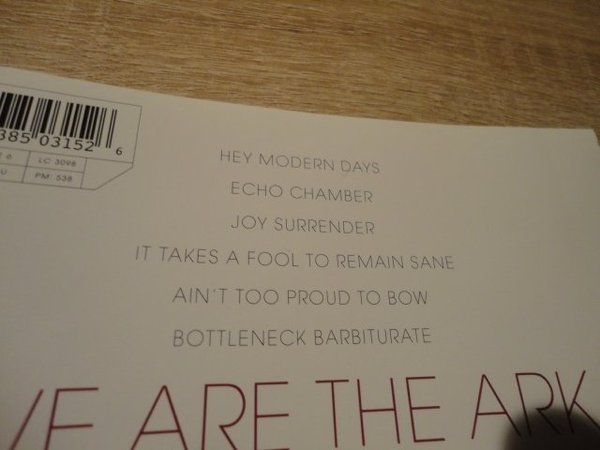 385 03152 6
LC 3098
PM: 538
HEY MODERN DAYS
ECHO CHAMBER
JOY SURRENDER
IT TAKES A FOOL TO REMAIN SANE
AIN'T TOO PROUD TO BOW
BOTTLENECK BARBITURATE
E ARE THE ARK